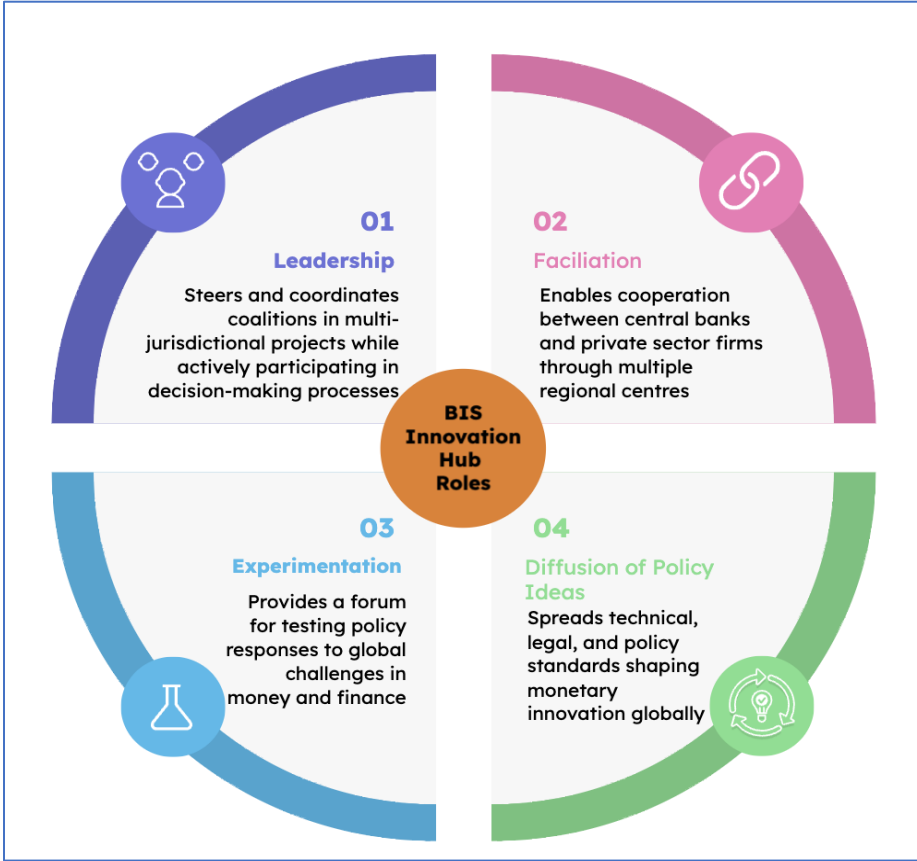 01
Leadership
Steers and coordinates
coalitions in multi-
jurisdictional projects while
actively participating in
decision-making processes
02
Faciliation
Enables cooperation
between central banks
and private sector firms
through multiple
regional centres
BIS
Innovation
Hub
Roles
03
Experimentation
Provides a forum
for testing policy
responses to global
challenges in
money and finance
04
Diffusion of Policy
Ideas
Spreads technical,
legal, and policy
standards shaping
monetary
innovation globally